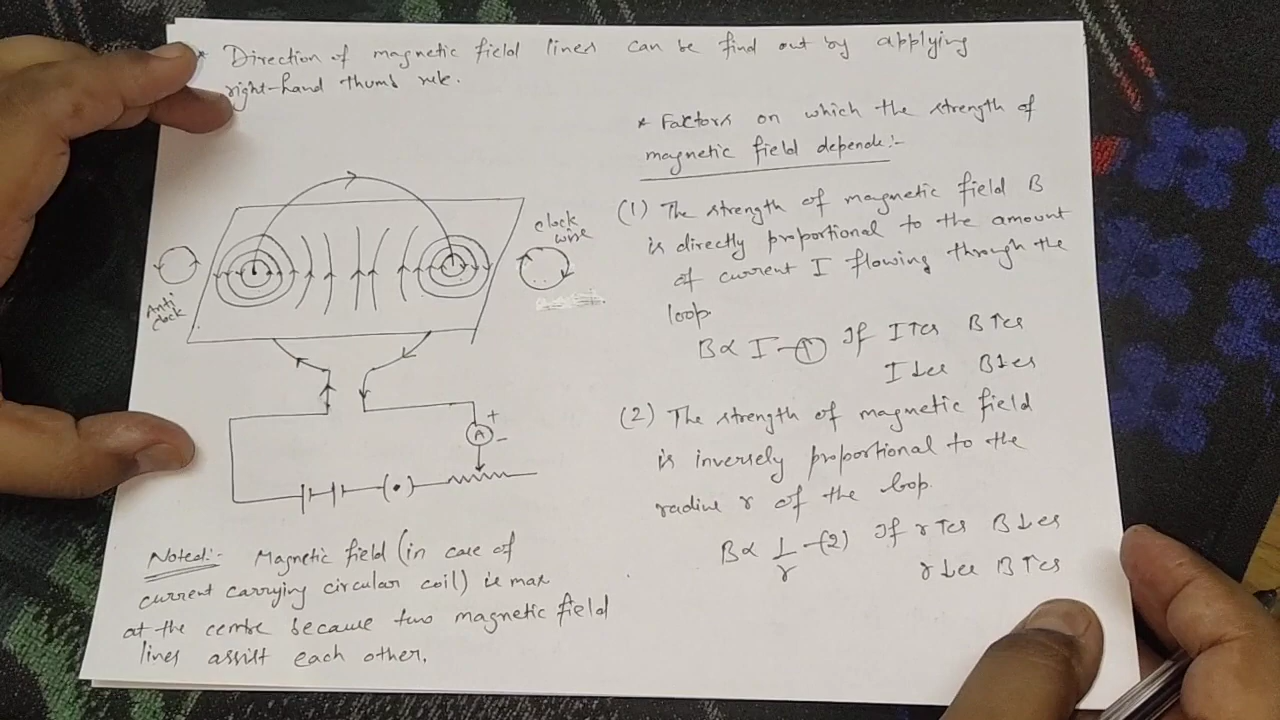 * Direction of magnetic field lines can be find out by applying
right-hand thumb rule.
* Factors on which the strength of
magnetic field depends:-
(1) The strength of magnetic field B
is directly proportional to the amount
of current I flowing through the
loop
B∝ I —① If I↑es B↑es
I↓es B↓es
(2) The strength of magnetic field
is inversely proportional to the
radius r of the loop.
B∝ 1/r —(2) If r↑es B↓es
r↓es B↑es
Clock
wise
Anti
clock
+
A
-
Noted:- Magnetic field (in case of
current carrying circular coil) is max
at the centre because two magnetic field
lines assist each other.